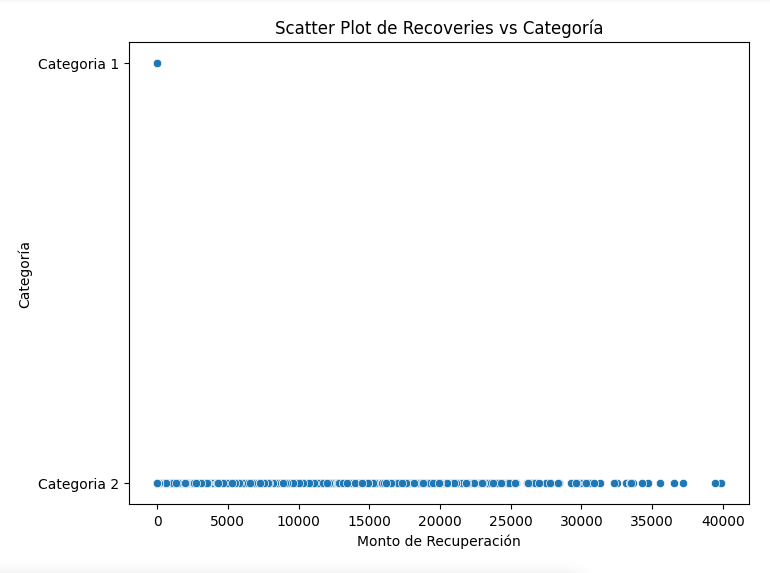 Scatter Plot de Recoveries vs Categoría
Categoria 1
Categoría
Categoria 2
0 5000 10000 15000 20000 25000 30000 35000 40000
Monto de Recuperación